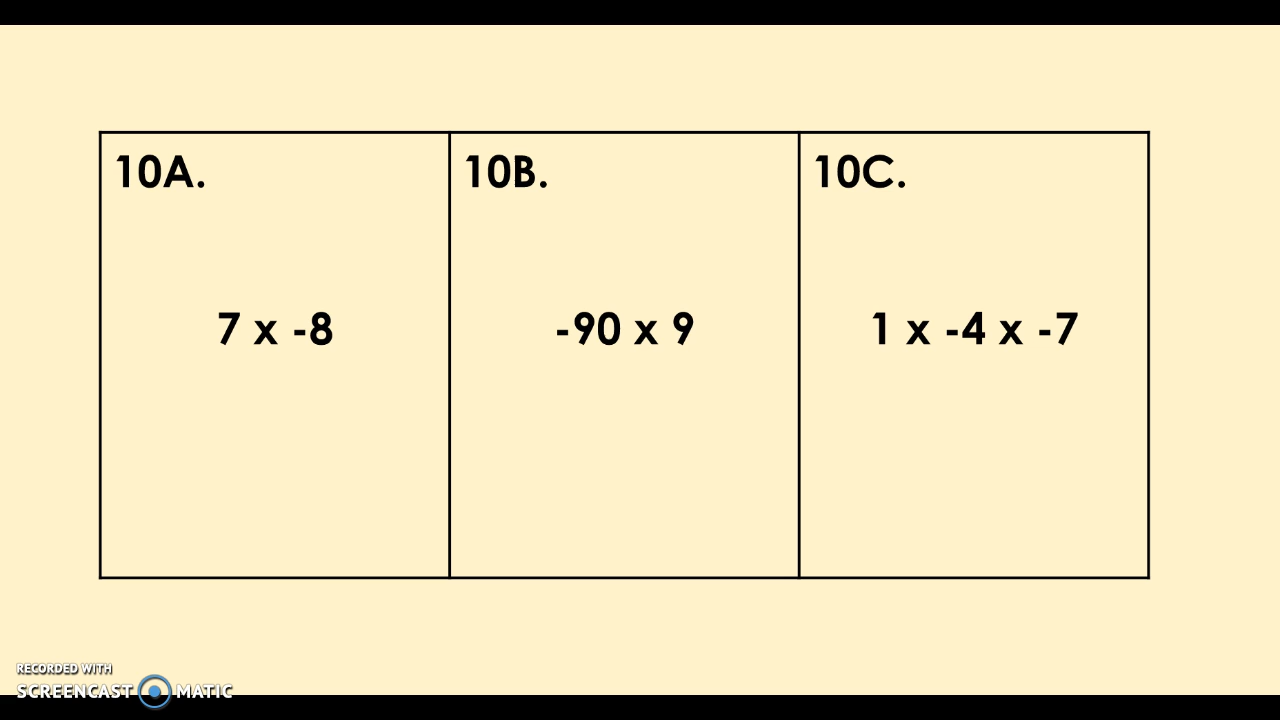 10A.
7 x -8
10B.
-90 x 9
10C.
1 x -4 x -7
RECORDED WITH
SCREENCAST MATIC